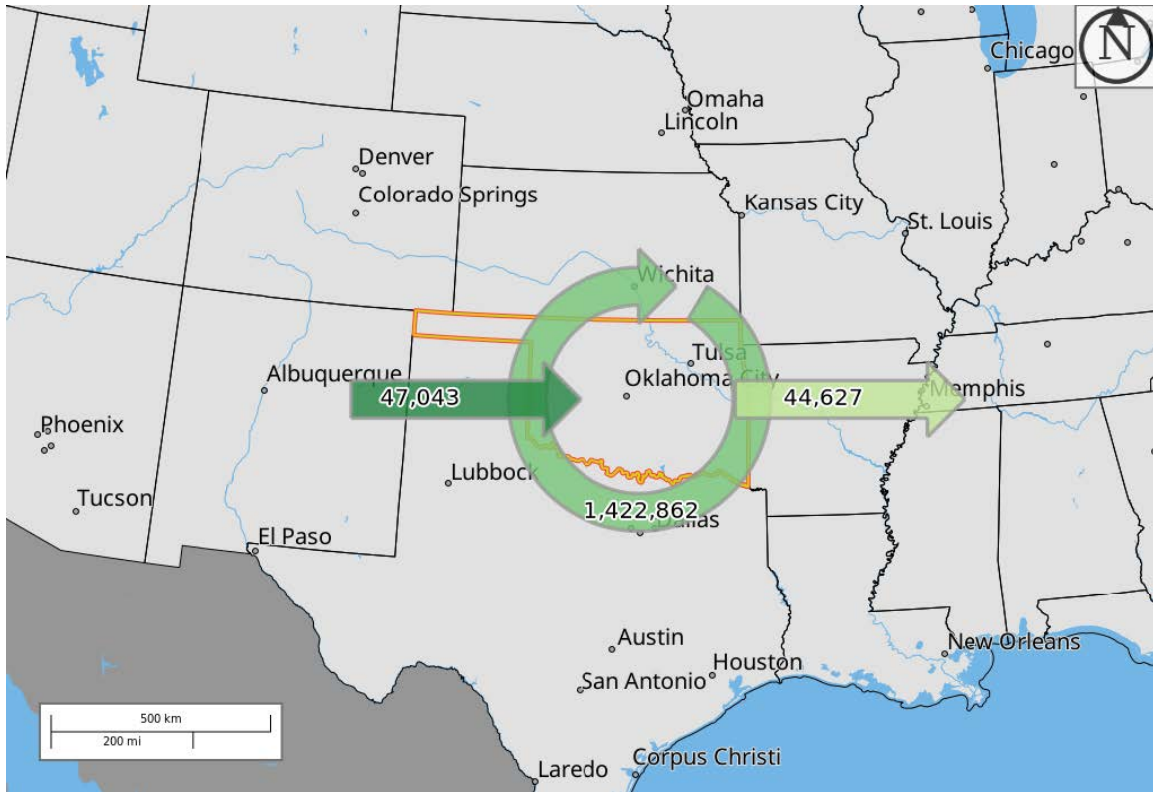 Chicago
N
Omaha
Lincoln
Denver
Colorado Springs
Kansas City
St. Louis
Wichita
Tulsa
Albuquerque
Oklahoma City
47,043
44,627
Memphis
Phoenix
Lubbock
Tucson
1,422,862
Dallas
El Paso
Austin
New Orleans
Houston
San Antonio
500 km
200 mi
Corpus Christi
Laredo